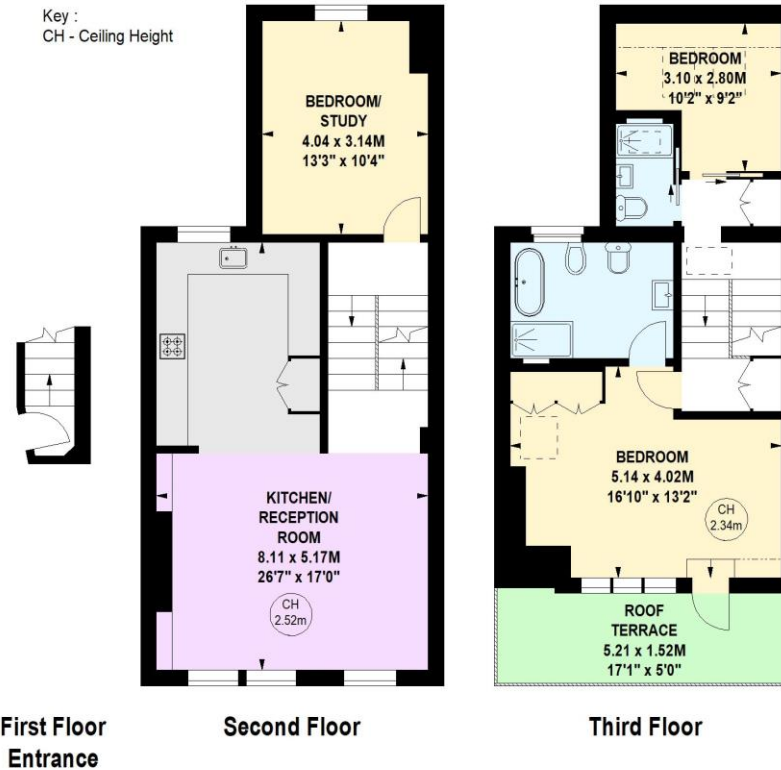 Key :
CH - Ceiling Height
BEDROOM/
STUDY
4.04 x 3.14M
13'3" x 10'4"
KITCHEN/
RECEPTION
ROOM
8.11 x 5.17M
26'7" x 17'0"
CH
2.52m
BEDROOM
3.10 x 2.80M
10'2" x 9'2"
BEDROOM
5.14 x 4.02M
16'10" x 13'2"
CH
2.34m
ROOF
TERRACE
5.21 x 1.52M
17'1" x 5'0"
First Floor
Entrance
Second Floor
Third Floor